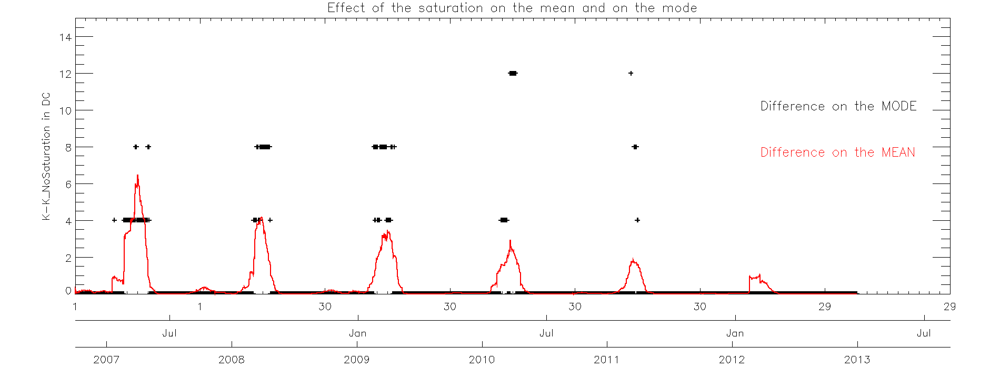 Effect of the saturation on the mean and on the mode
K-K_NoSaturation in DC
14
12
10
8
6
4
2
0
Difference on the MODE
Difference on the MEAN
1 1 30 30 30 30 29 29
Jul Jan Jul Jan Jul
2007 2008 2009 2010 2011 2012 2013